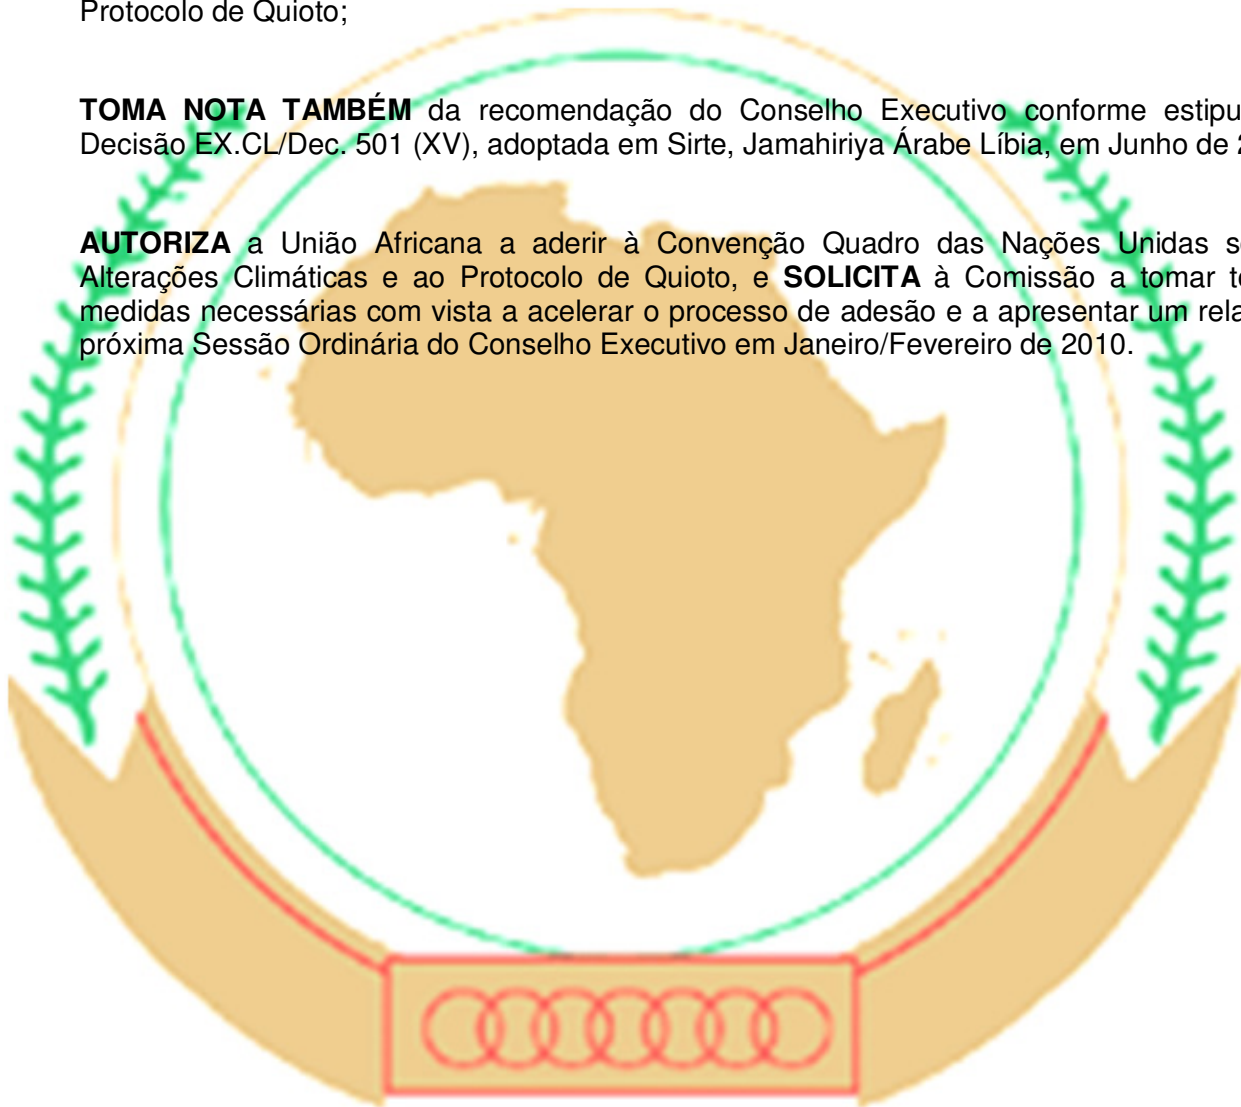 Protocolo de Quioto;
TOMA NOTA TAMBÉM da recomendação do Conselho Executivo conforme
Decisão EX.CL/Dec. 501 (XV), adoptada em Sirte, Jamahiriya Árabe Líbia, em Junho de
AUTORIZA a União Africana a aderir à Convenção Quadro das Nações Unidas
Alterações Climáticas e ao Protocolo de Quioto, e SOLICITA à Comissão a tomar
medidas necessárias com vista a acelerar o processo de adesão e a apresentar um
próxima Sessão Ordinária do Conselho Executivo em Janeiro/Fevereiro de 2010.